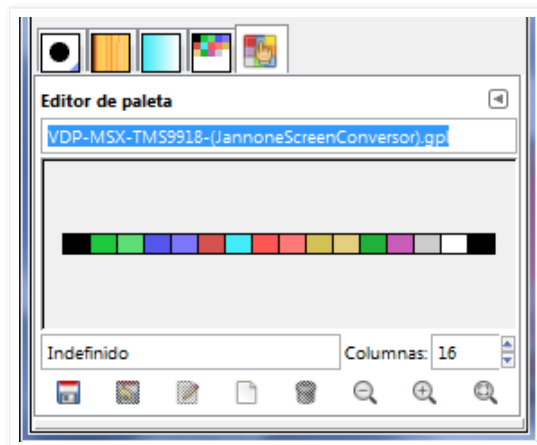 Editor de paleta
VDP-MSX-TMS9918-(JannoneScreenConversor).gpl
Indefinido
Columnas: 16